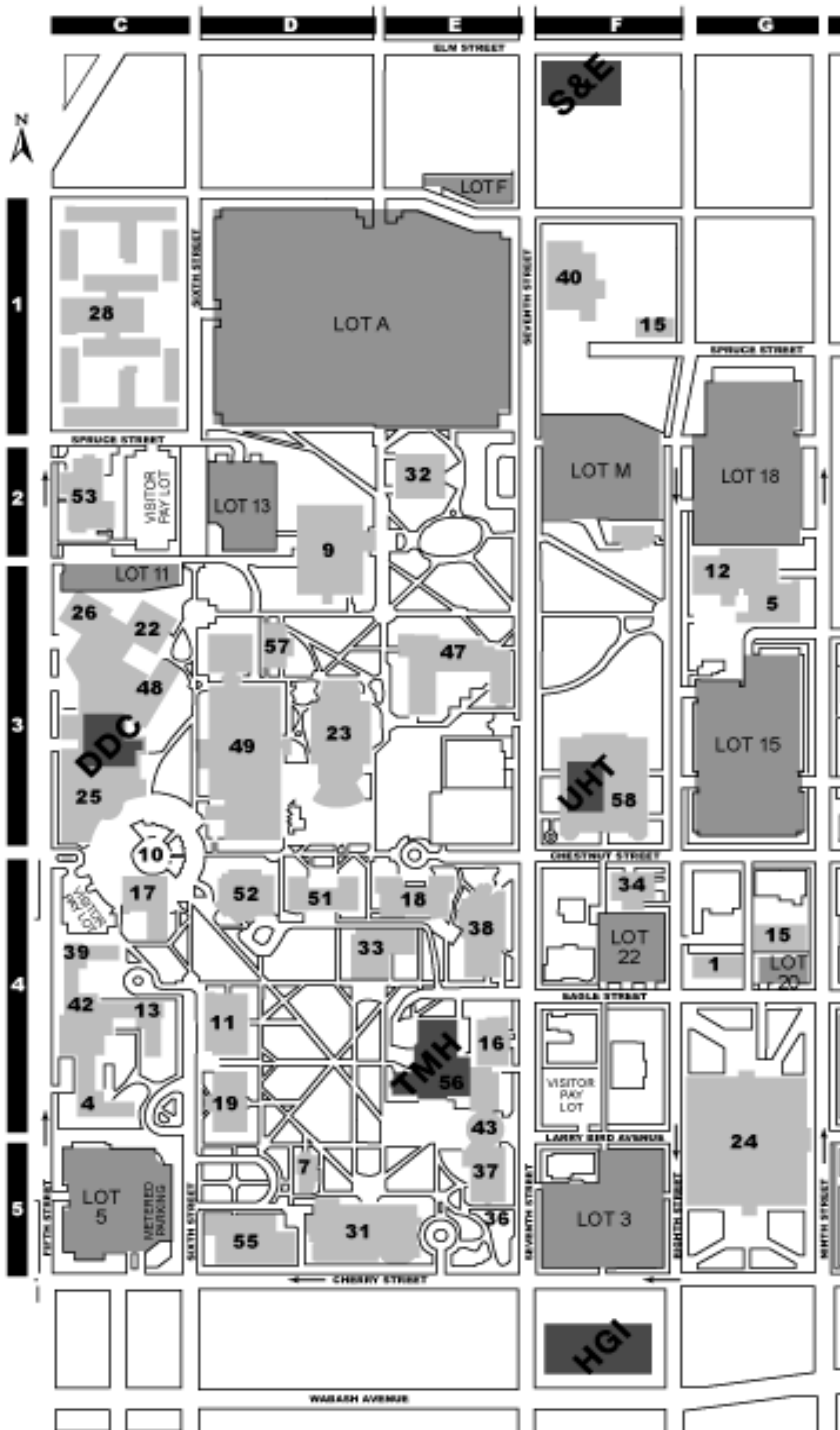 C D E F G
ELM STREET
S&E
N
LOT F
1
SIXTH STREET
SEVENTH STREET
28
LOT A
40
15
SPRUCE STREET
SPRUCE STREET
2
53
VISITOR
PAY LOT
LOT 13
32
LOT M
LOT 18
9
LOT 11
12
5
26
22
57
47
48
3
DDC
49
23
LOT 15
25
UHT
58
10
CHESTNUT STREET
VISITOR
PAY LOT
17
52
51
18
34
38
33
LOT
22
15
1
LOT
20
4
39
EAGLE STREET
42
13
11
16
TMH
56
VISITOR
PAY
LOT
4
19
43
24
LARRY BIRD AVENUE
7
37
5
LOT
5
METERED
PARKING
FIFTH STREET
SIXTH STREET
55
31
36
SEVENTH STREET
LOT 3
EIGHTH STREET
NINTH STREET
CHERRY STREET
HGI
WABASH AVENUE